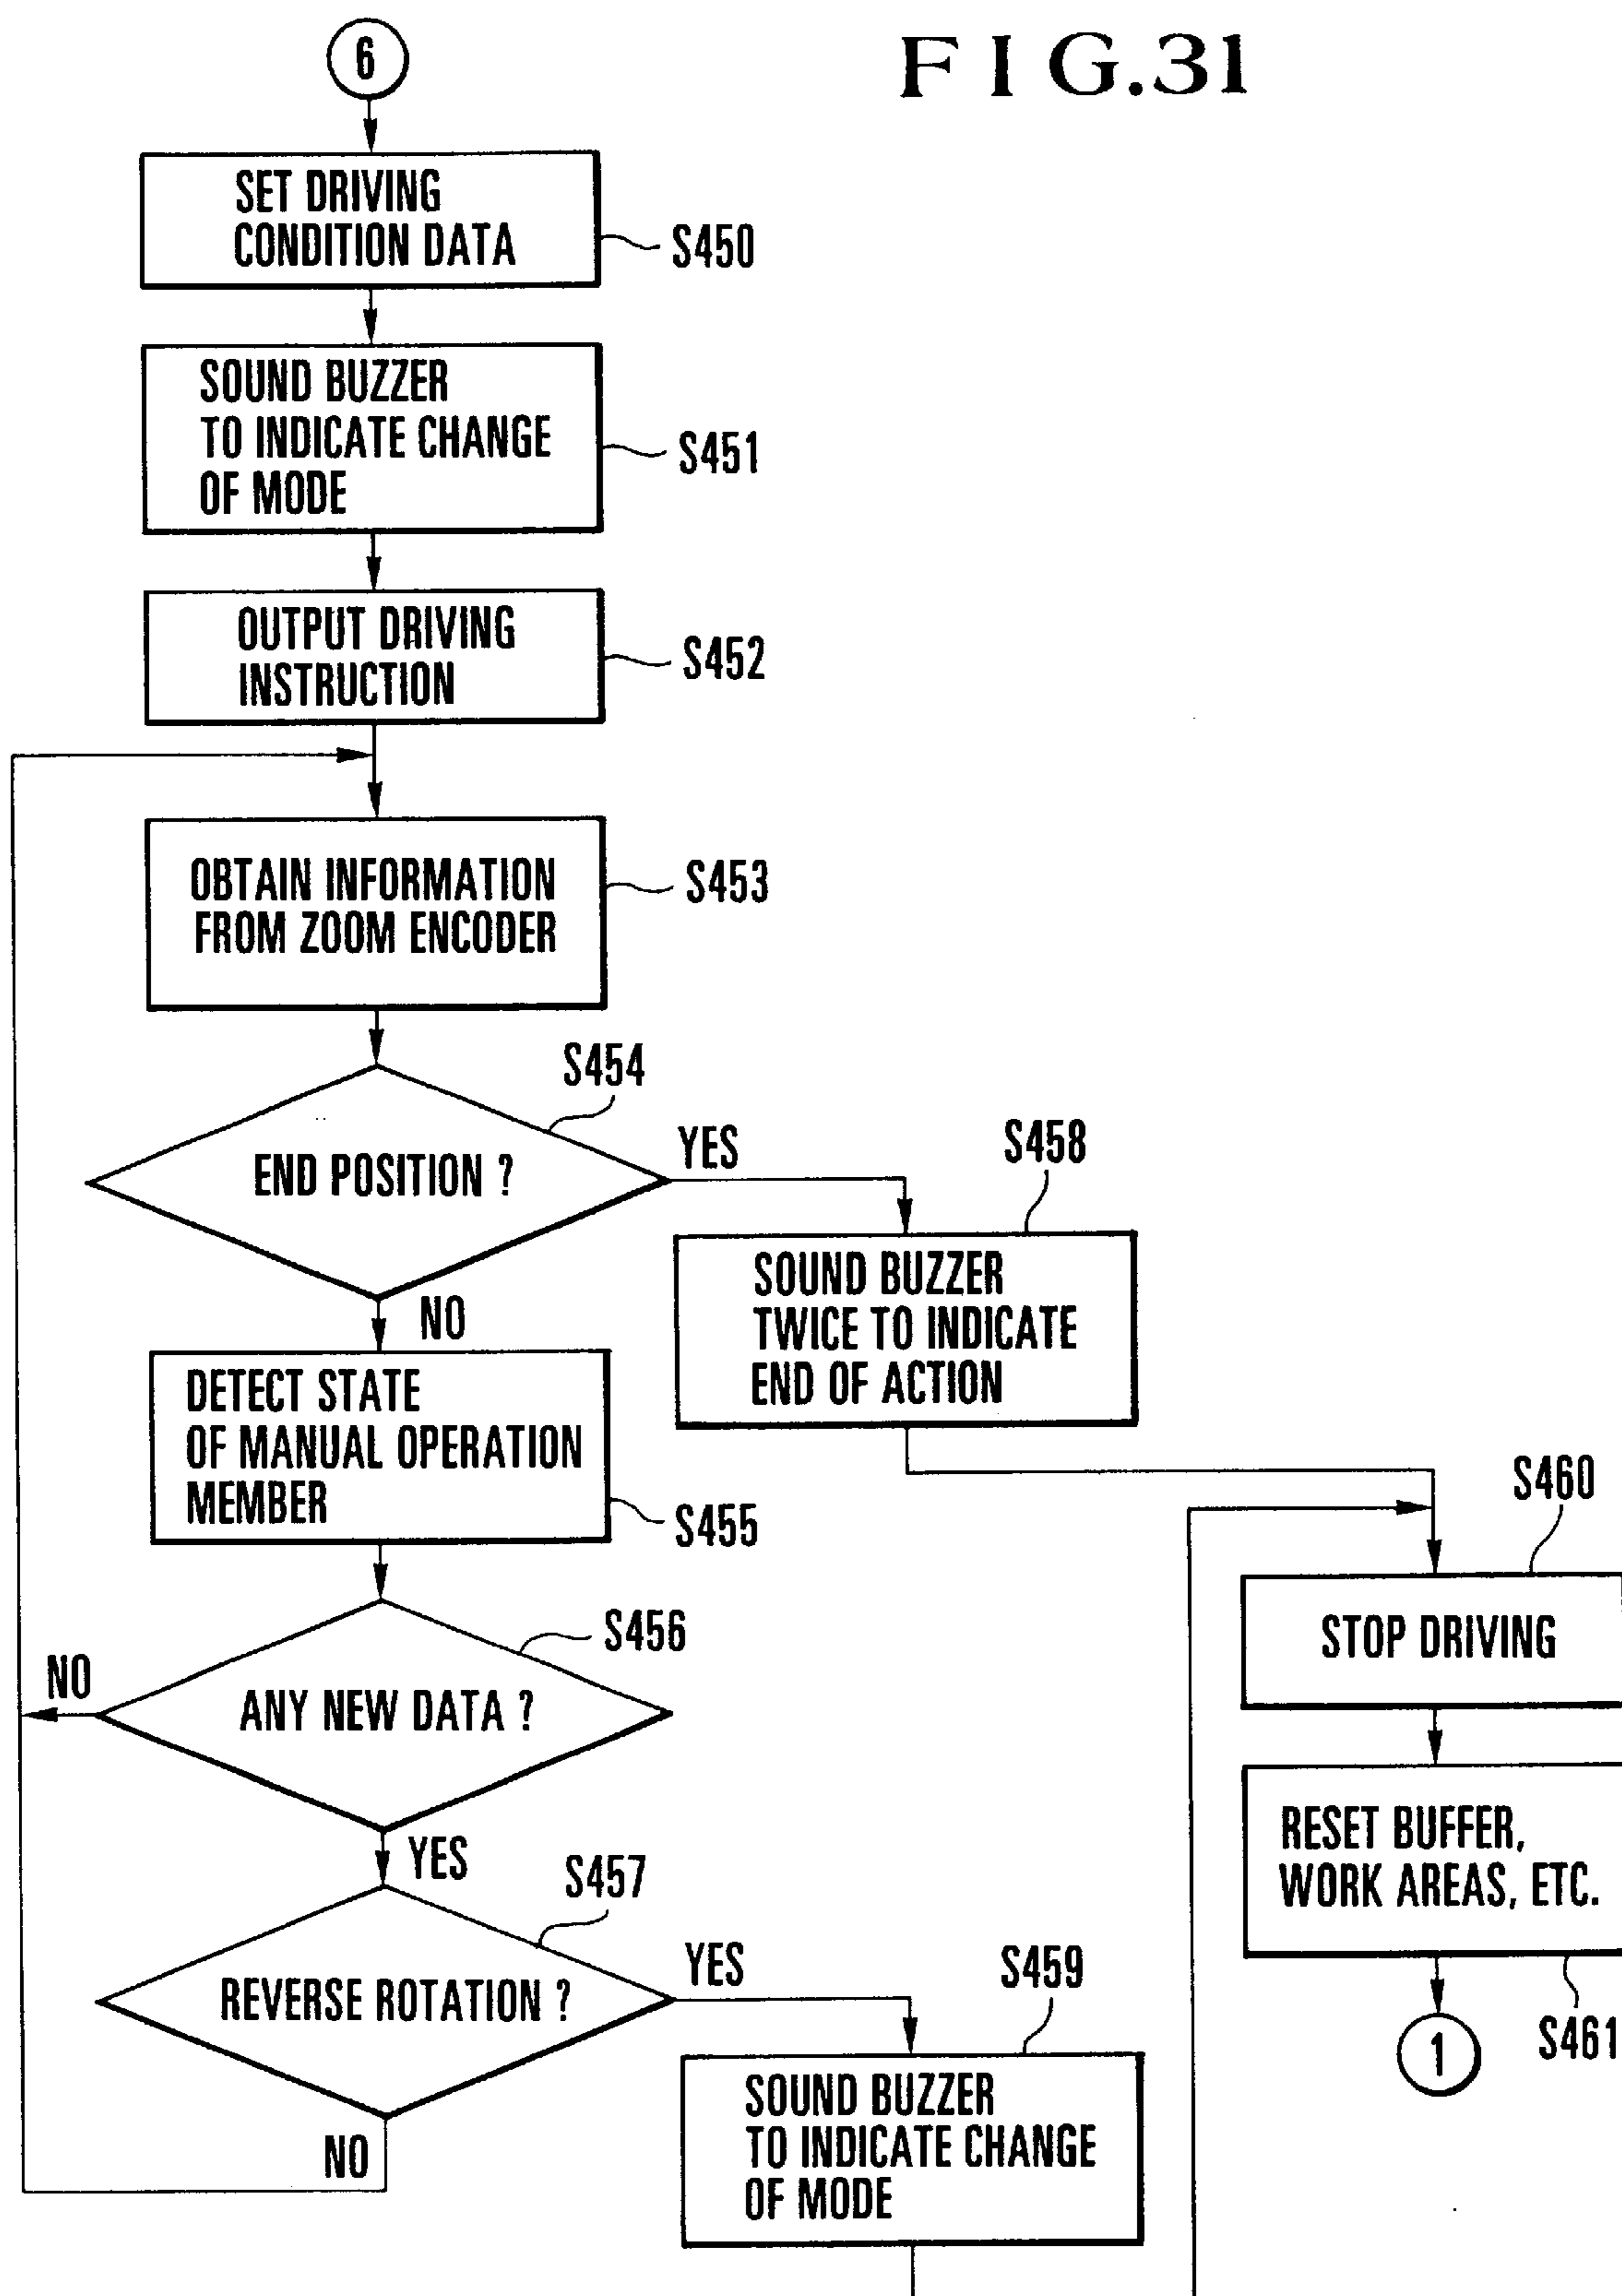 FIG.31
6
SET DRIVING
CONDITION DATA
S450
SOUND BUZZER
TO INDICATE CHANGE
OF MODE
S451
OUTPUT DRIVING
INSTRUCTION
S452
OBTAIN INFORMATION
FROM ZOOM ENCODER
S453
S454
END POSITION ?
YES
NO
S458
SOUND BUZZER
TWICE TO INDICATE
END OF ACTION
DETECT STATE
OF MANUAL OPERATION
MEMBER
S455
S456
ANY NEW DATA ?
NO
YES
S457
REVERSE ROTATION ?
YES
NO
S459
SOUND BUZZER
TO INDICATE CHANGE
OF MODE
S460
STOP DRIVING
RESET BUFFER,
WORK AREAS, ETC.
S461
1